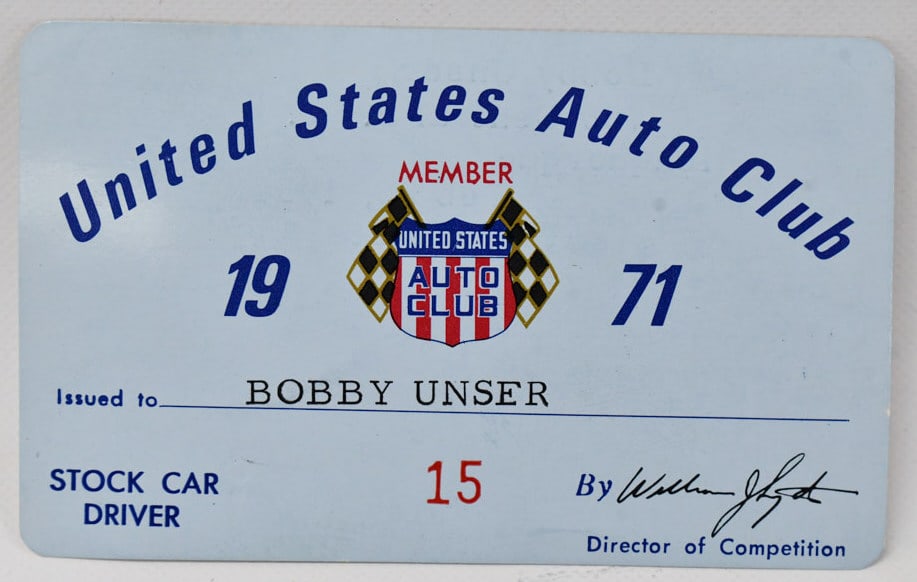 United States Auto Club
MEMBER
UNITED STATES
AUTO
CLUB
19 71
Issued to BOBBY UNSER
STOCK CAR
DRIVER
15
By William J
Director of Competition